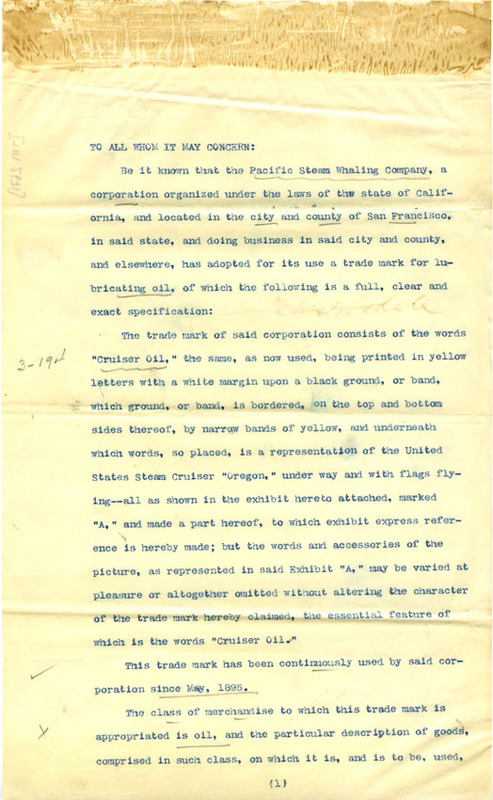 TO ALL WHOM IT MAY CONCERN:
Be it known that the Pacific Steam Whaling Company, a
corporation organized under the laws of the state of Calif-
ornia, and located in the city and county of San Francisco,
in said state, and doing business in said city and county,
and elsewhere, has adopted for its use a trade mark for lu-
bricating oil, of which the following is a full, clear and
exact specification:
The trade mark of said corporation consists of the words
3-19
"Cruiser Oil," the same, as now used, being printed in yellow
letters with a white margin upon a black ground, or band,
which ground, or band, is bordered, on the top and bottom
sides thereof, by narrow bands of yellow, and underneath
which words, so placed, is a representation of the United
States Steam Cruiser "Oregon," under way and with flags fly-
ing--all as shown in the exhibit hereto attached, marked
"A," and made a part hereof, to which exhibit express refer-
ence is hereby made; but the words and accessories of the
picture, as represented in said Exhibit "A," may be varied at
pleasure or altogether omitted without altering the character
of the trade mark hereby claimed, the essential feature of
which is the words "Cruiser Oil."
This trade mark has been continuously used by said cor-
poration since May, 1895.
The class of merchandise to which this trade mark is
appropriated is oil, and the particular description of goods,
comprised in such class, on which it is, and is to be, used,
(1)